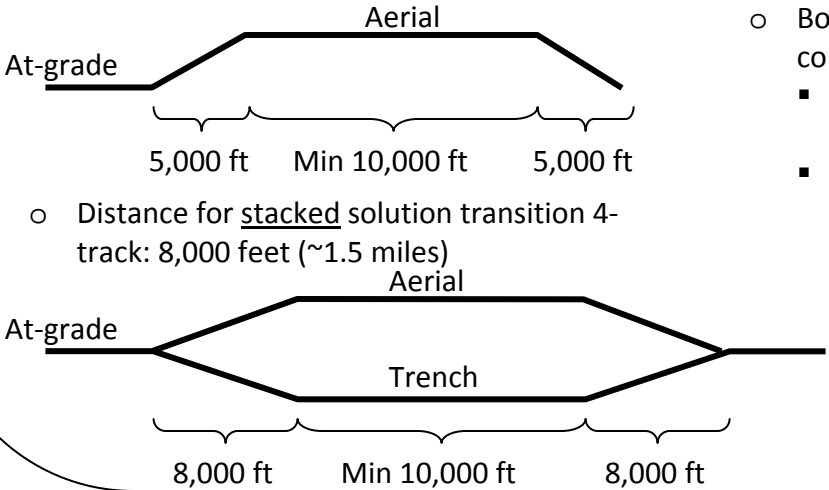 Aerial
At-grade
5,000 ft Min 10,000 ft 5,000 ft
o Distance for stacked solution transition 4-
track: 8,000 feet (~1.5 miles)
Aerial
At-grade
Trench
8,000 ft Min 10,000 ft 8,000 ft